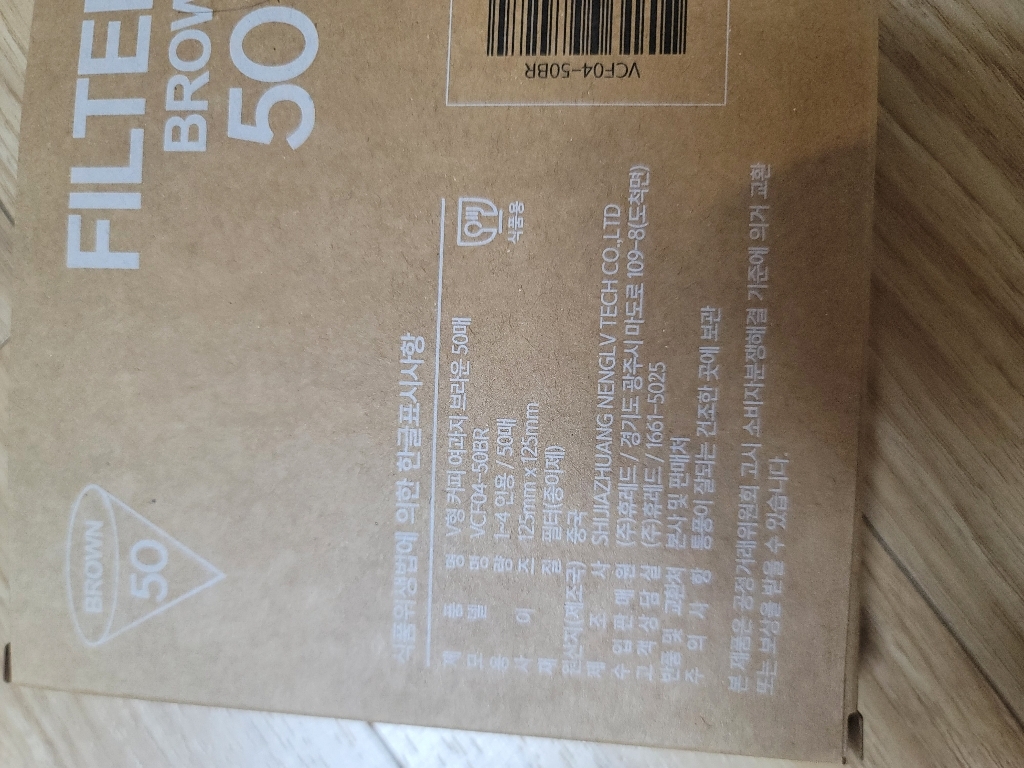 FILTER
BROW
50
VCF04-50BR
BROWN
50
식품위생법에 의한 한글표시사항
제 품 명 V형 커피 여과지 브라운 50매
모 델 명 VCF04-50BR
용 량 1-4인용 / 50매
사 이 즈 125mm x 125mm
재 질 펄프(종이제)
원산지(제조국) 중국
제 조 사 SHIJIAZHUANG NENGLV TECH CO.,LTD
수 입 판 매 원 (주)휴레드 / 경기도 광주시 마도로 109-8(도척면)
고 객 상 담 실 (주)휴레드 / 1661-5025
반품 및 교환처 본사 및 판매처
주 의 사 항 통풍이 잘되는 건조한 곳에 보관
식품용
본 제품은 공정거래위원회 고시 소비자분쟁해결 기준에 의거 교환
또는 보상을 받을 수 있습니다.